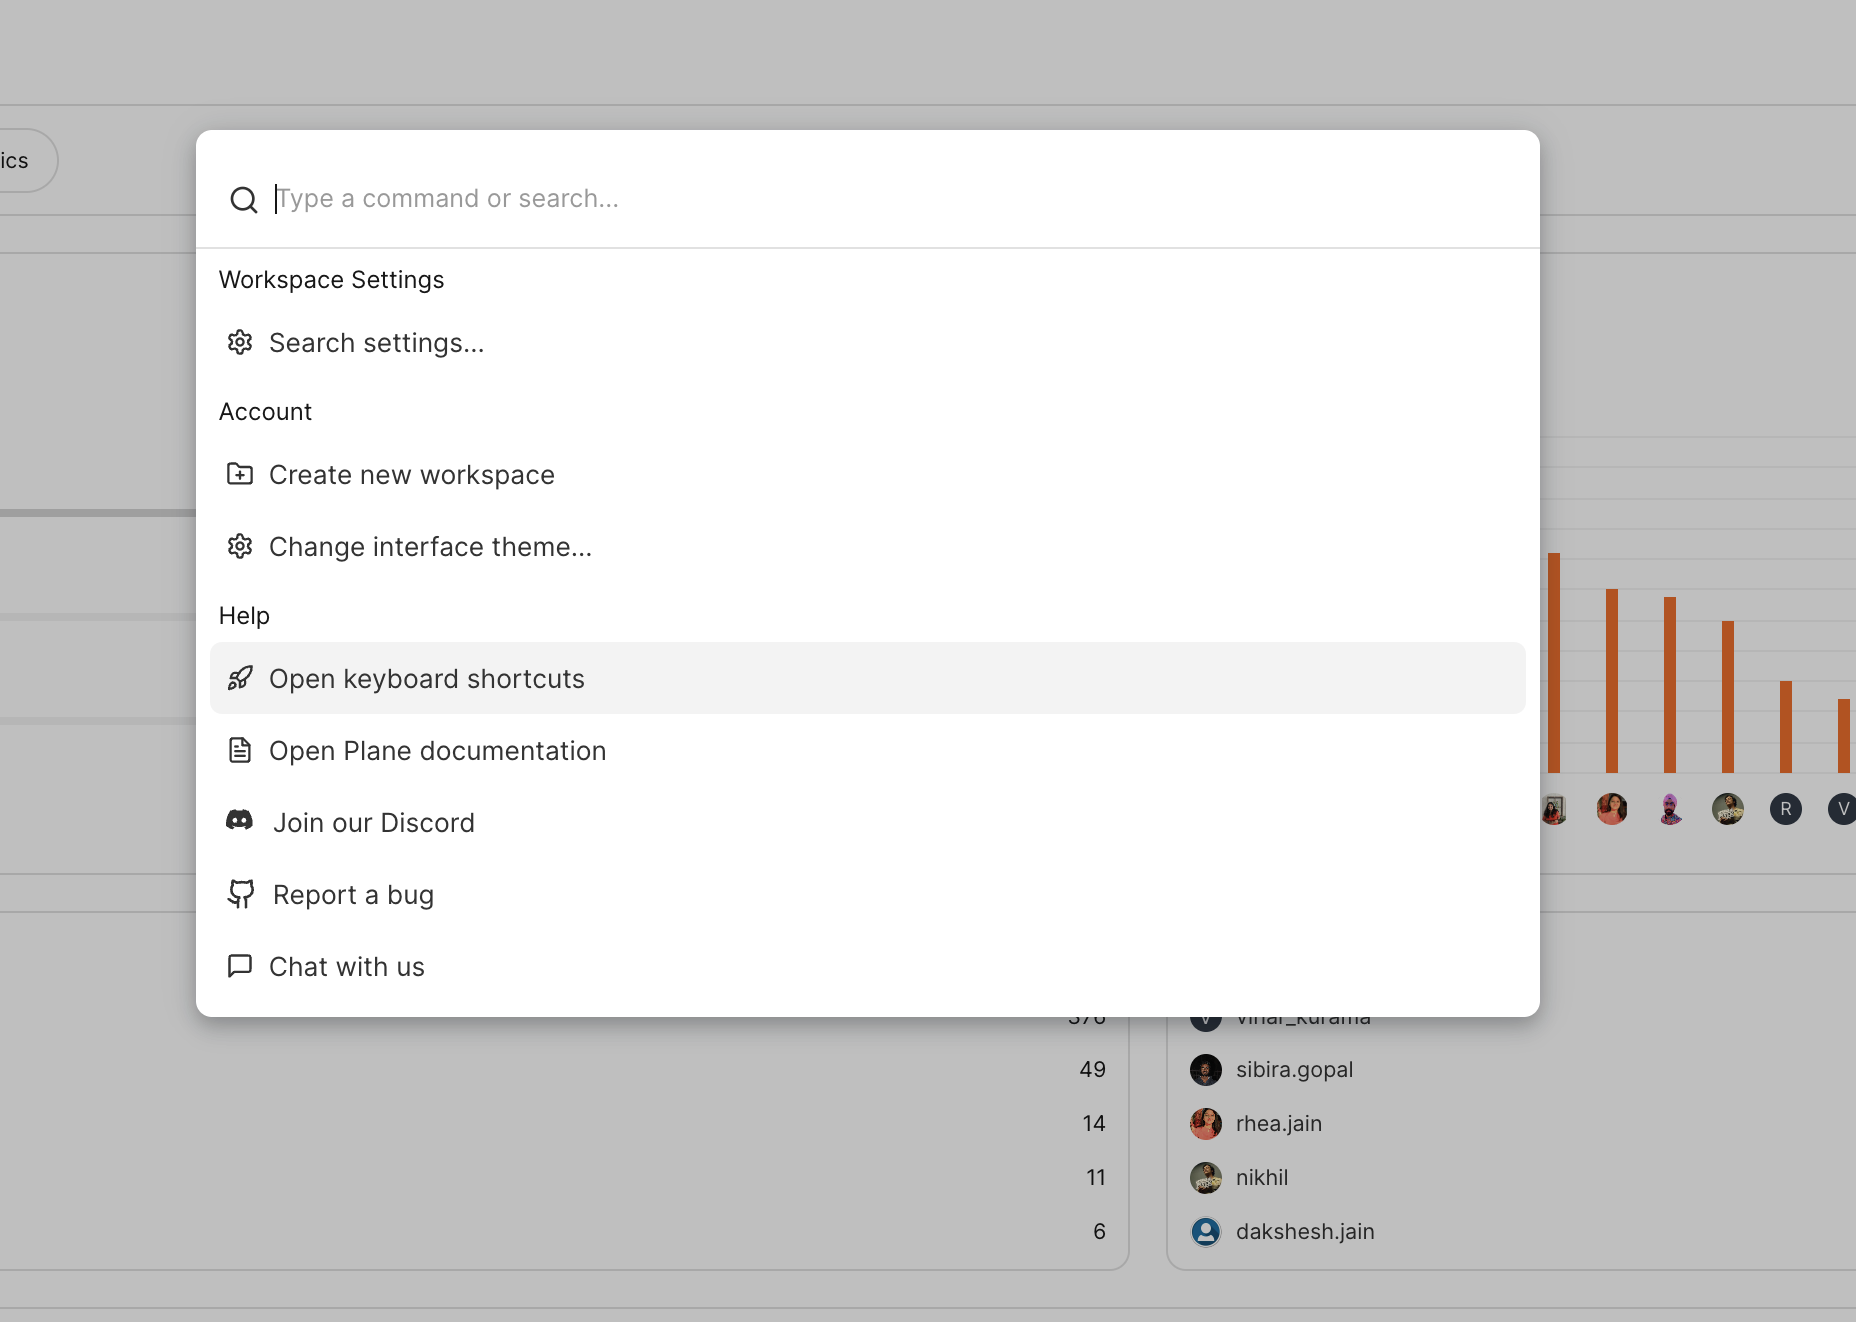 ics
Type a command or search...
Workspace Settings
Search settings...
Account
Create new workspace
Change interface theme...
Help
Open keyboard shortcuts
Open Plane documentation
Join our Discord
Report a bug
Chat with us
R
V
376
V vihar_kurama
49
sibira.gopal
14
rhea.jain
11
nikhil
6
dakshesh.jain